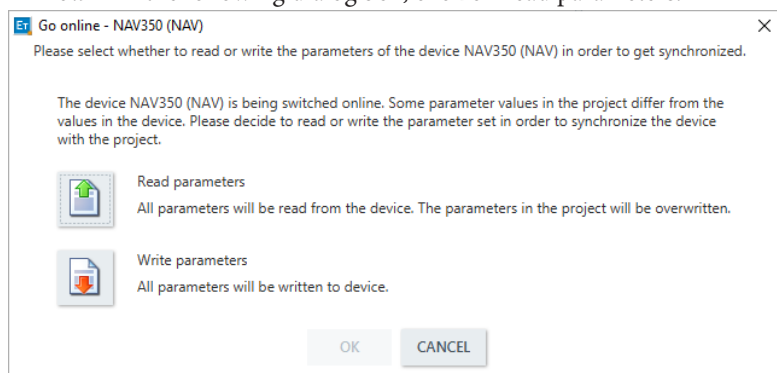 ET Go online - NAV350 (NAV)
Please select whether to read or write the parameters of the device NAV350 (NAV) in order to get synchronized.
The device NAV350 (NAV) is being switched online. Some parameter values in the project differ from the
values in the device. Please decide to read or write the parameter set in order to synchronize the device
with the project.
Read parameters
All parameters will be read from the device. The parameters in the project will be overwritten.
Write parameters
All parameters will be written to device.
OK CANCEL